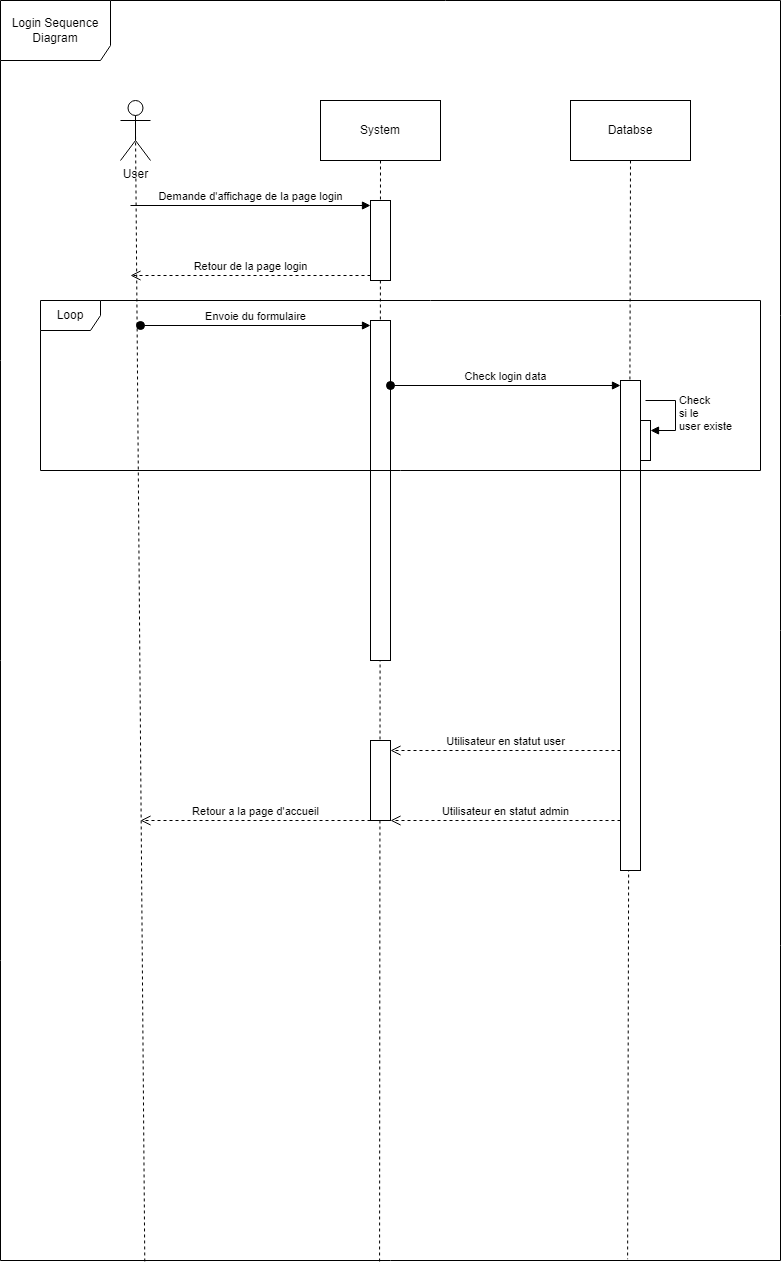 Login Sequence
Diagram
User
System
Databse
Demande d'affichage de la page login
Retour de la page login
Loop
Envoie du formulaire
Check login data
Check
si le
user existe
Utilisateur en statut user
Retour a la page d'accueil
Utilisateur en statut admin